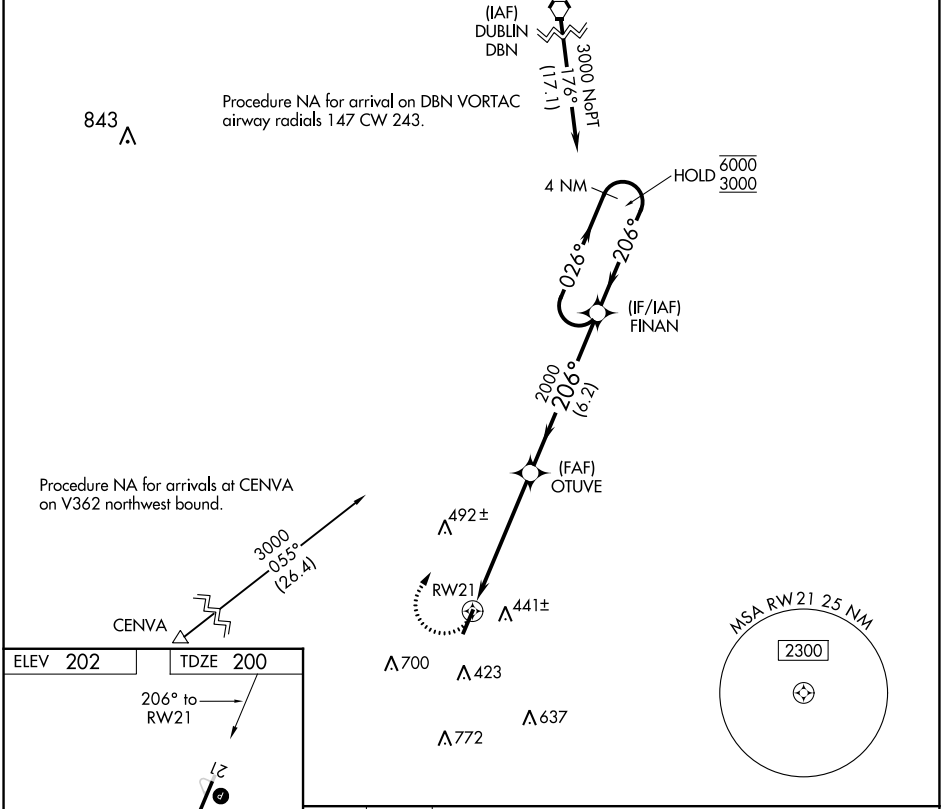 (IAF)
DUBLIN
DBN
3000 NoPT
176°
(17.1)
Procedure NA for arrival on DBN VORTAC
airway radials 147 CW 243.
843
4 NM
HOLD
6000
3000
026°
206°
(IF/IAF)
FINAN
2000
206°
(6.2)
(FAF)
OTUVE
Procedure NA for arrivals at CENVA
on V362 northwest bound.
3000
055°
(26.4)
CENVA
492±
RW21
441±
700
423
637
772
MSA RW21 25 NM
2300
ELEV 202
TDZE 200
206° to
RW21
21
P